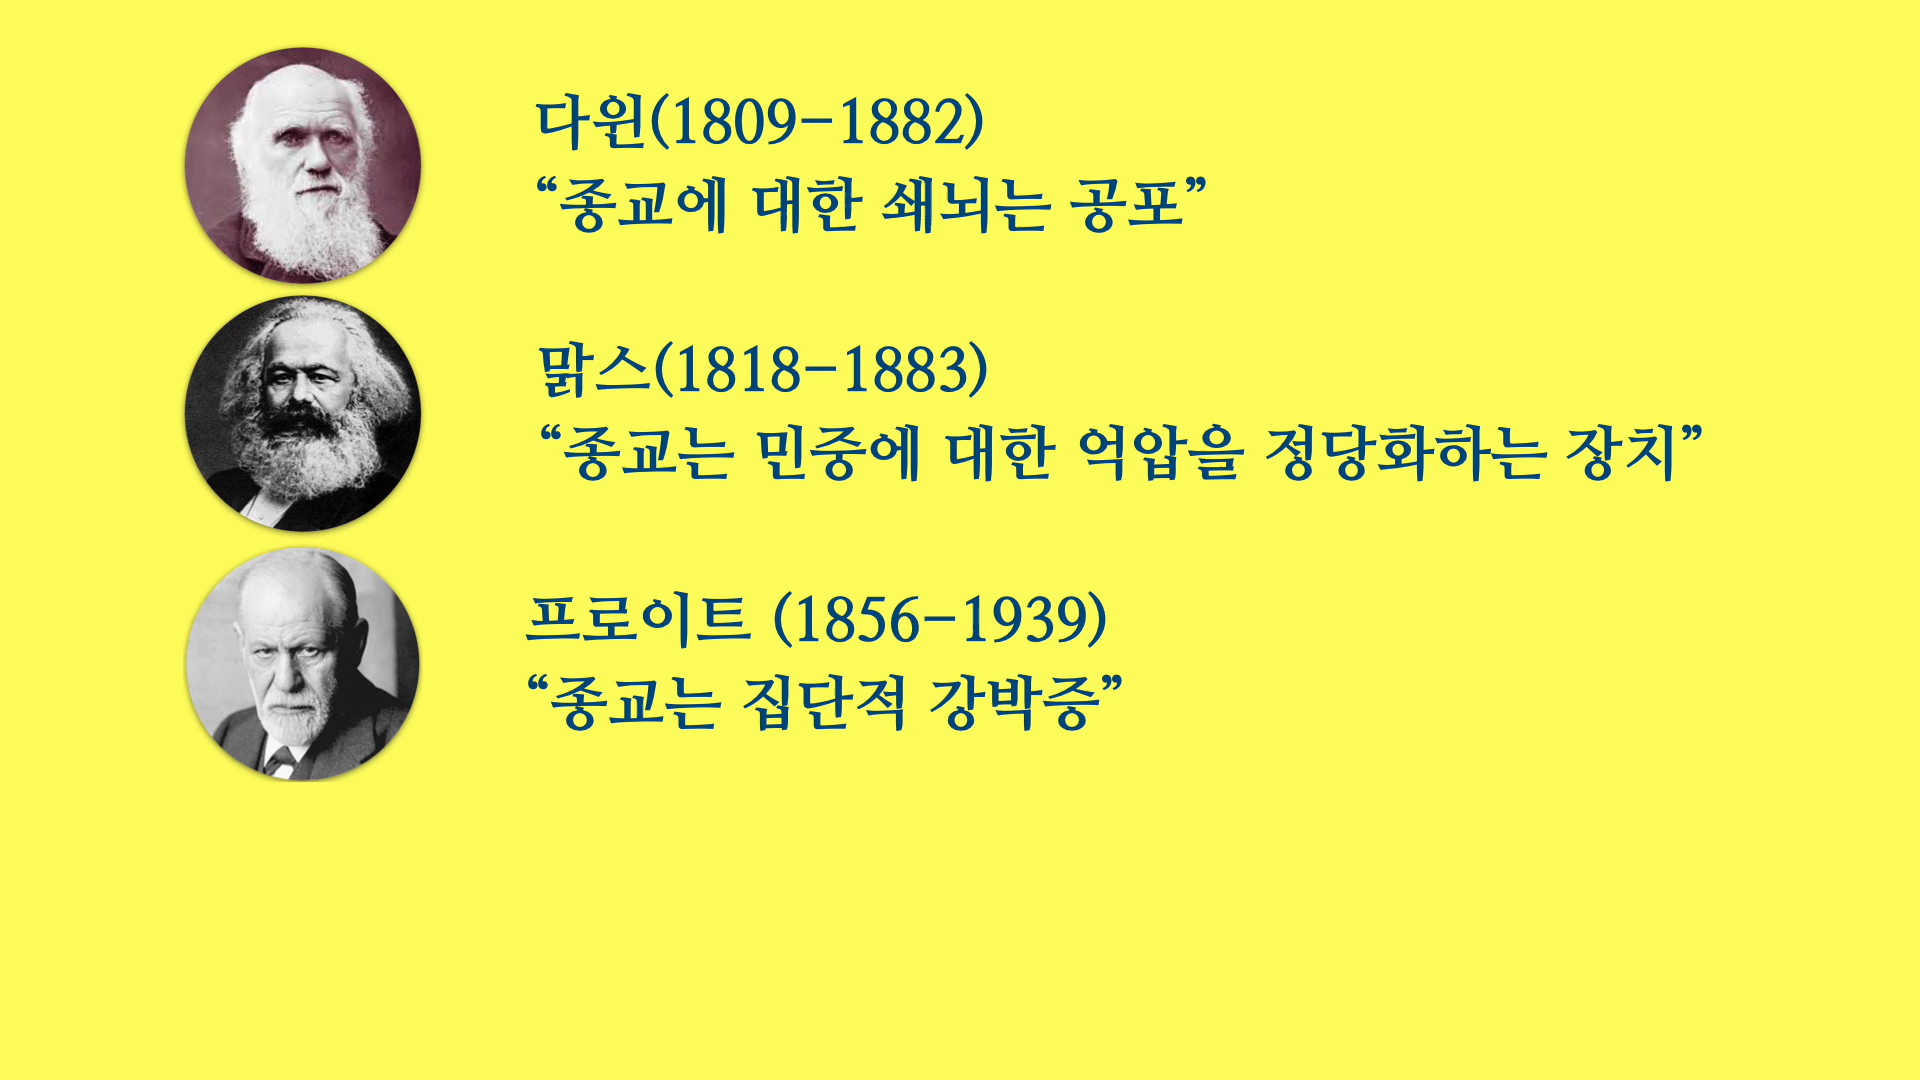 다윈(1809-1882)
“종교에 대한 쇄뇌는 공포”
맑스(1818-1883)
“종교는 민중에 대한 억압을 정당화하는 장치”
프로이트 (1856-1939)
“종교는 집단적 강박증”